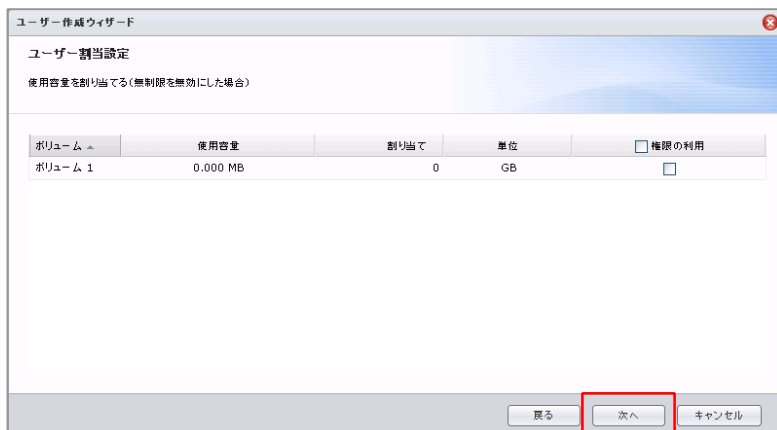 ユーザー作成ウィザード
ユーザー割当設定
使用容量を割り当てる(無制限を無効にした場合)
ボリューム 使用容量 割り当て 単位 権限の利用
ボリューム 1 0.000 MB 0 GB
戻る 次へ キャンセル